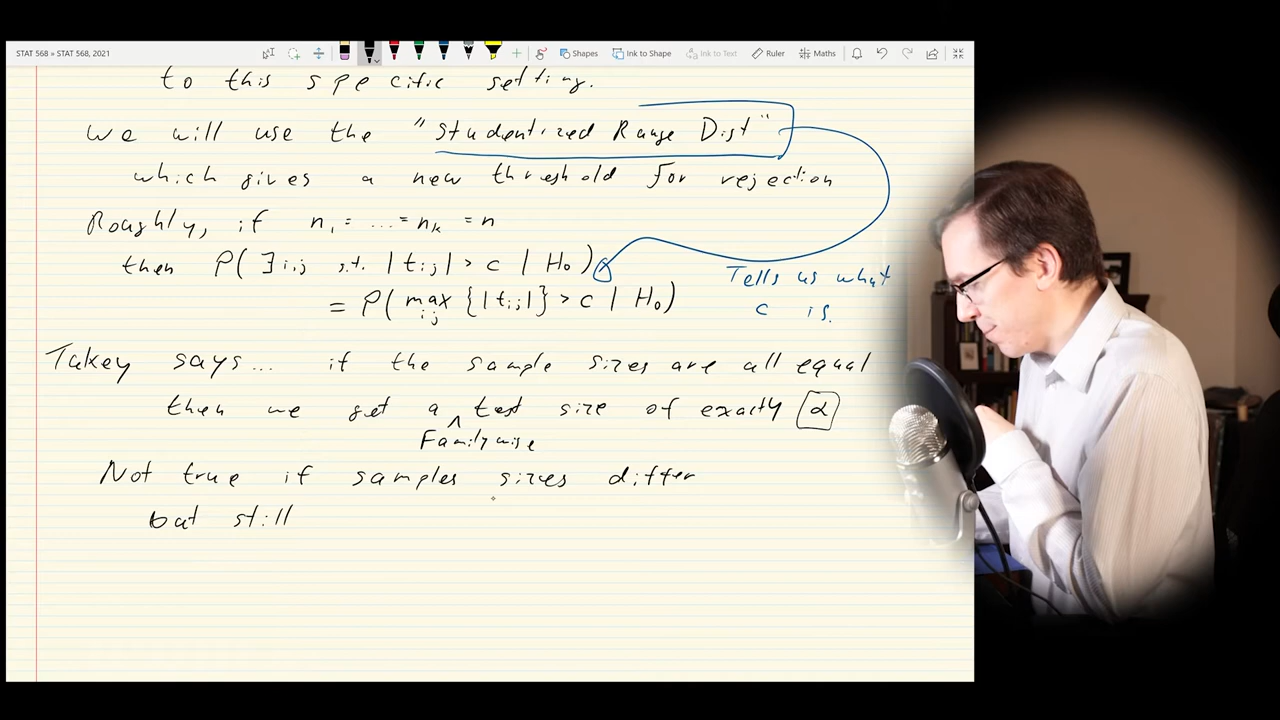 STAT 568 » STAT 568, 2021
Shapes
Ink to Shape
Ink to Text
Ruler
Maths
to this specific setting.
We will use the "Studentized Range Dist"
which gives a new threshold for rejection
Roughly, if n₁ = ... = nₖ = n
then P( ∃ i,j s.t. |tᵢⱼ| > c | H₀ )
= P( max {|tᵢⱼ|} > c | H₀ )
ij
Tells us what
c is.
Tukey says... if the sample sizes are all equal
then we get a ^ test size of exactly α
Familywise
Not true if samples sizes differ
but still